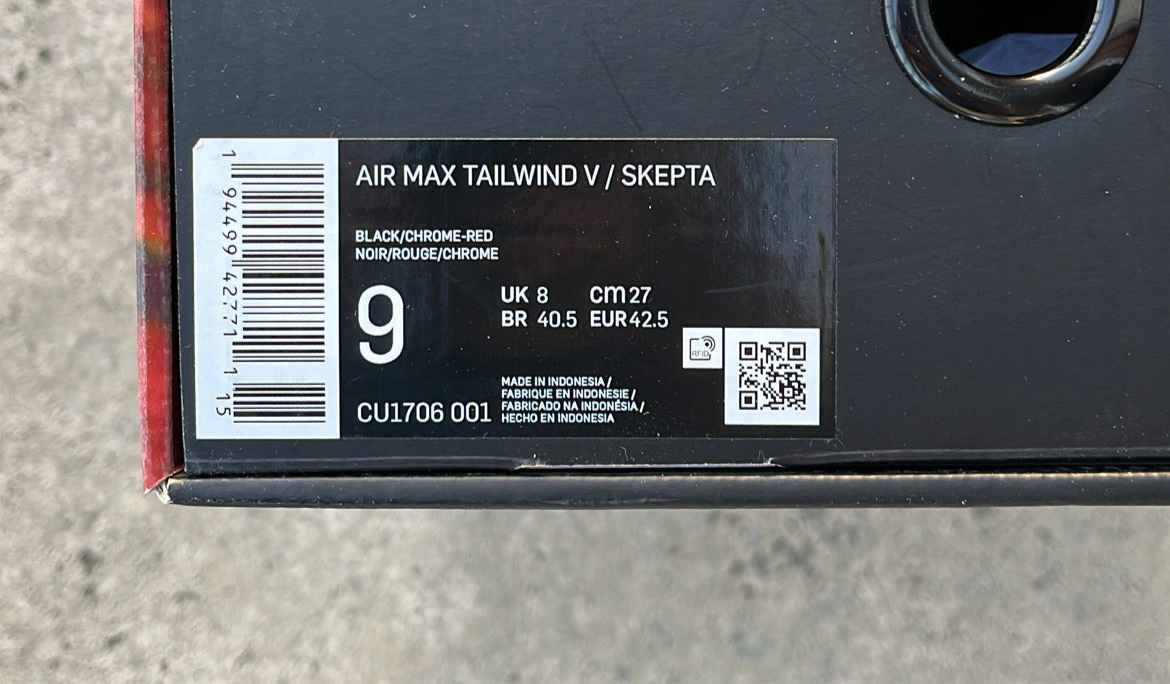 1 94499 42771 1 15
AIR MAX TAILWIND V / SKEPTA
BLACK/CHROME-RED
NOIR/ROUGE/CHROME
9
UK 8 cm 27
BR 40.5 EUR 42.5
RFID
MADE IN INDONESIA /
FABRIQUE EN INDONESIE /
FABRICADO NA INDONÉSIA /
HECHO EN INDONESIA
CU1706 001